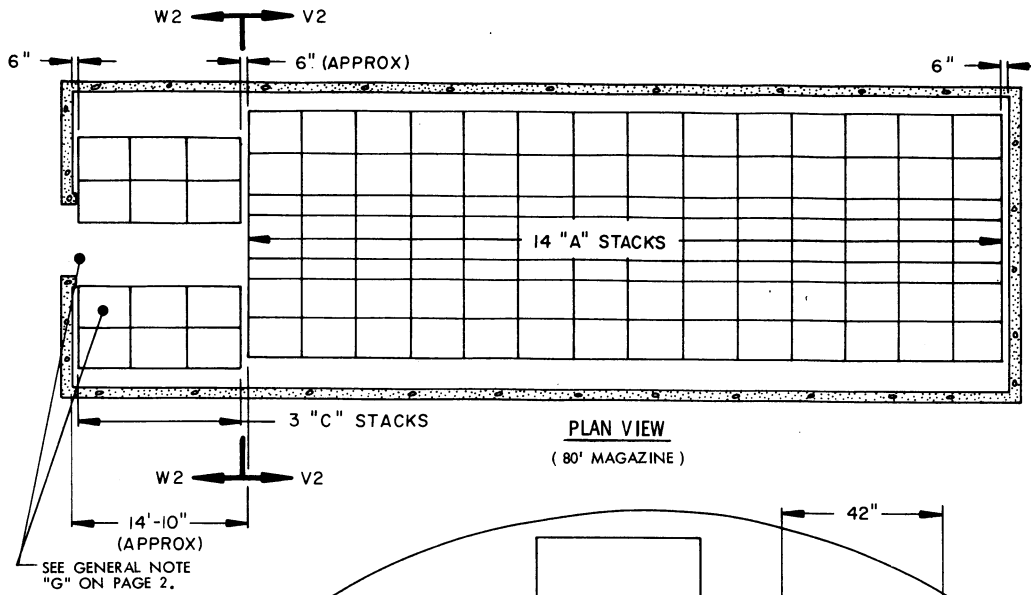 W2 V2
6" 6" (APPROX) 6"
14 "A" STACKS
3 "C" STACKS
PLAN VIEW
( 80' MAGAZINE )
W2 V2
14'-10" 42"
(APPROX)
SEE GENERAL NOTE
"G" ON PAGE 2.